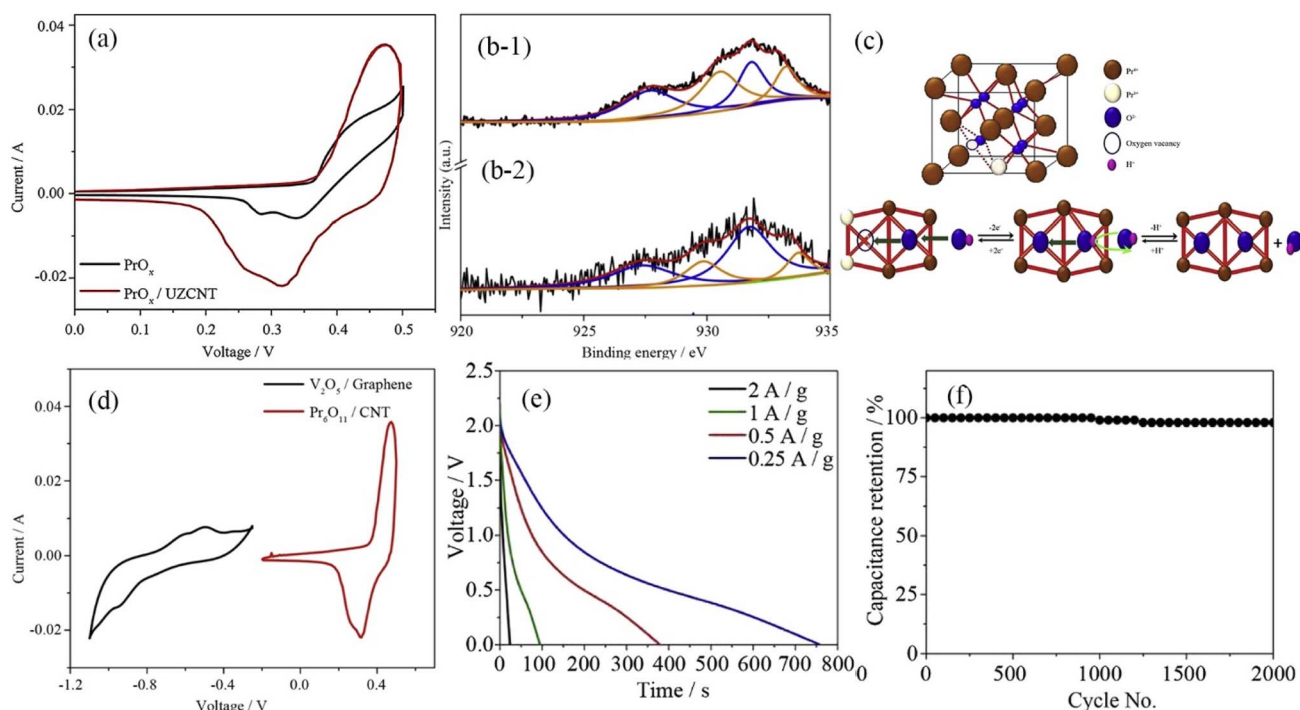 (a)
0.04
0.02
0.00
-0.02
Current / A
PrOₓ
PrOₓ / UZCNT
0.0 0.1 0.2 0.3 0.4 0.5
Voltage / V
(b-1)
(b-2)
Intensity (a.u.)
920 925 930 935
Binding energy / eV
(c)
Pr⁴⁺
Pr³⁺
O²⁻
Oxygen vacancy
H⁺
-2e⁻
+2e⁻
-H⁺
+H⁺
+
(d)
V₂O₅ / Graphene
Pr₆O₁₁ / CNT
0.04
0.02
0.00
-0.02
Current / A
-1.2 -0.6 0.0 0.4
Voltage / V
(e)
2 A / g
1 A / g
0.5 A / g
0.25 A / g
2.5
2.0
1.5
1.0
0.5
0.0
Voltage / V
0 100 200 300 400 500 600 700 800
Time / s
(f)
125
100
75
50
25
0
Capacitance retention / %
0 500 1000 1500 2000
Cycle No.